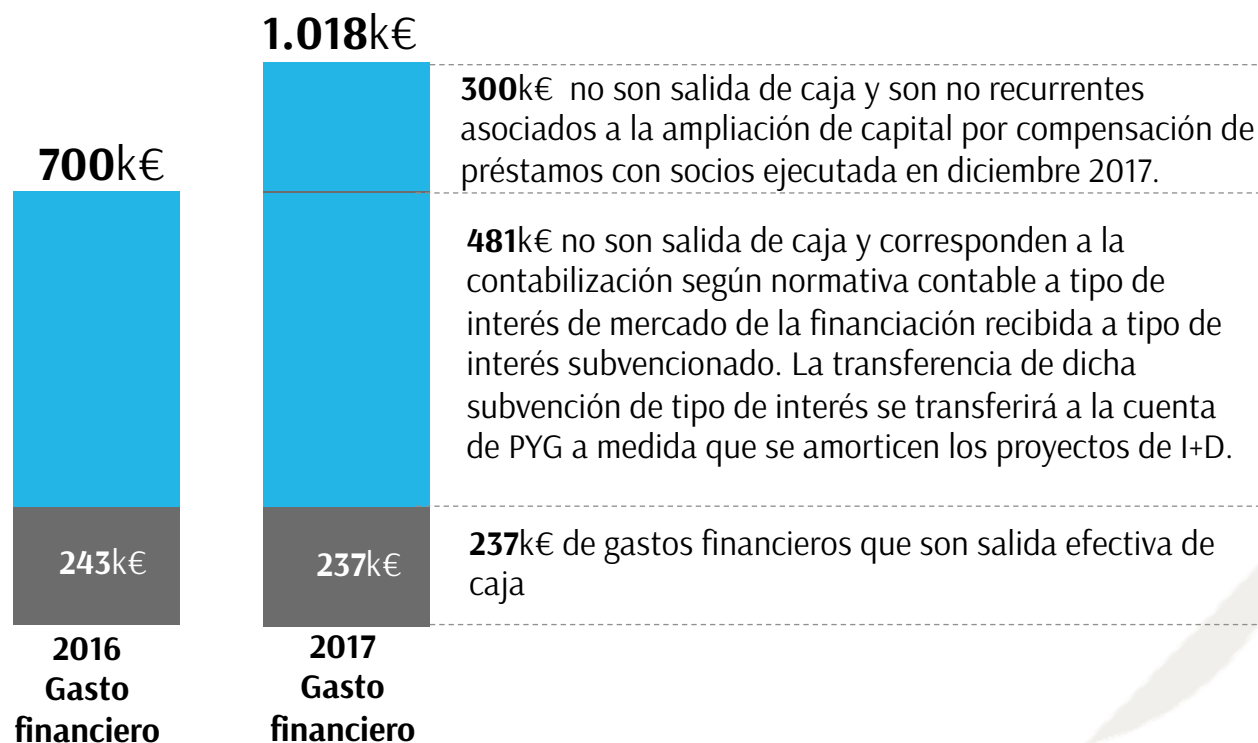 1.018k€
700k€
300k€ no son salida de caja y son no recurrentes
asociados a la ampliación de capital por compensación de
préstamos con socios ejecutada en diciembre 2017.
481k€ no son salida de caja y corresponden a la
contabilización según normativa contable a tipo de
interés de mercado de la financiación recibida a tipo de
interés subvencionado. La transferencia de dicha
subvención de tipo de interés se transferirá a la cuenta
de PYG a medida que se amorticen los proyectos de I+D.
243k€
237k€
237k€ de gastos financieros que son salida efectiva de
caja
2016
Gasto
financiero
2017
Gasto
financiero